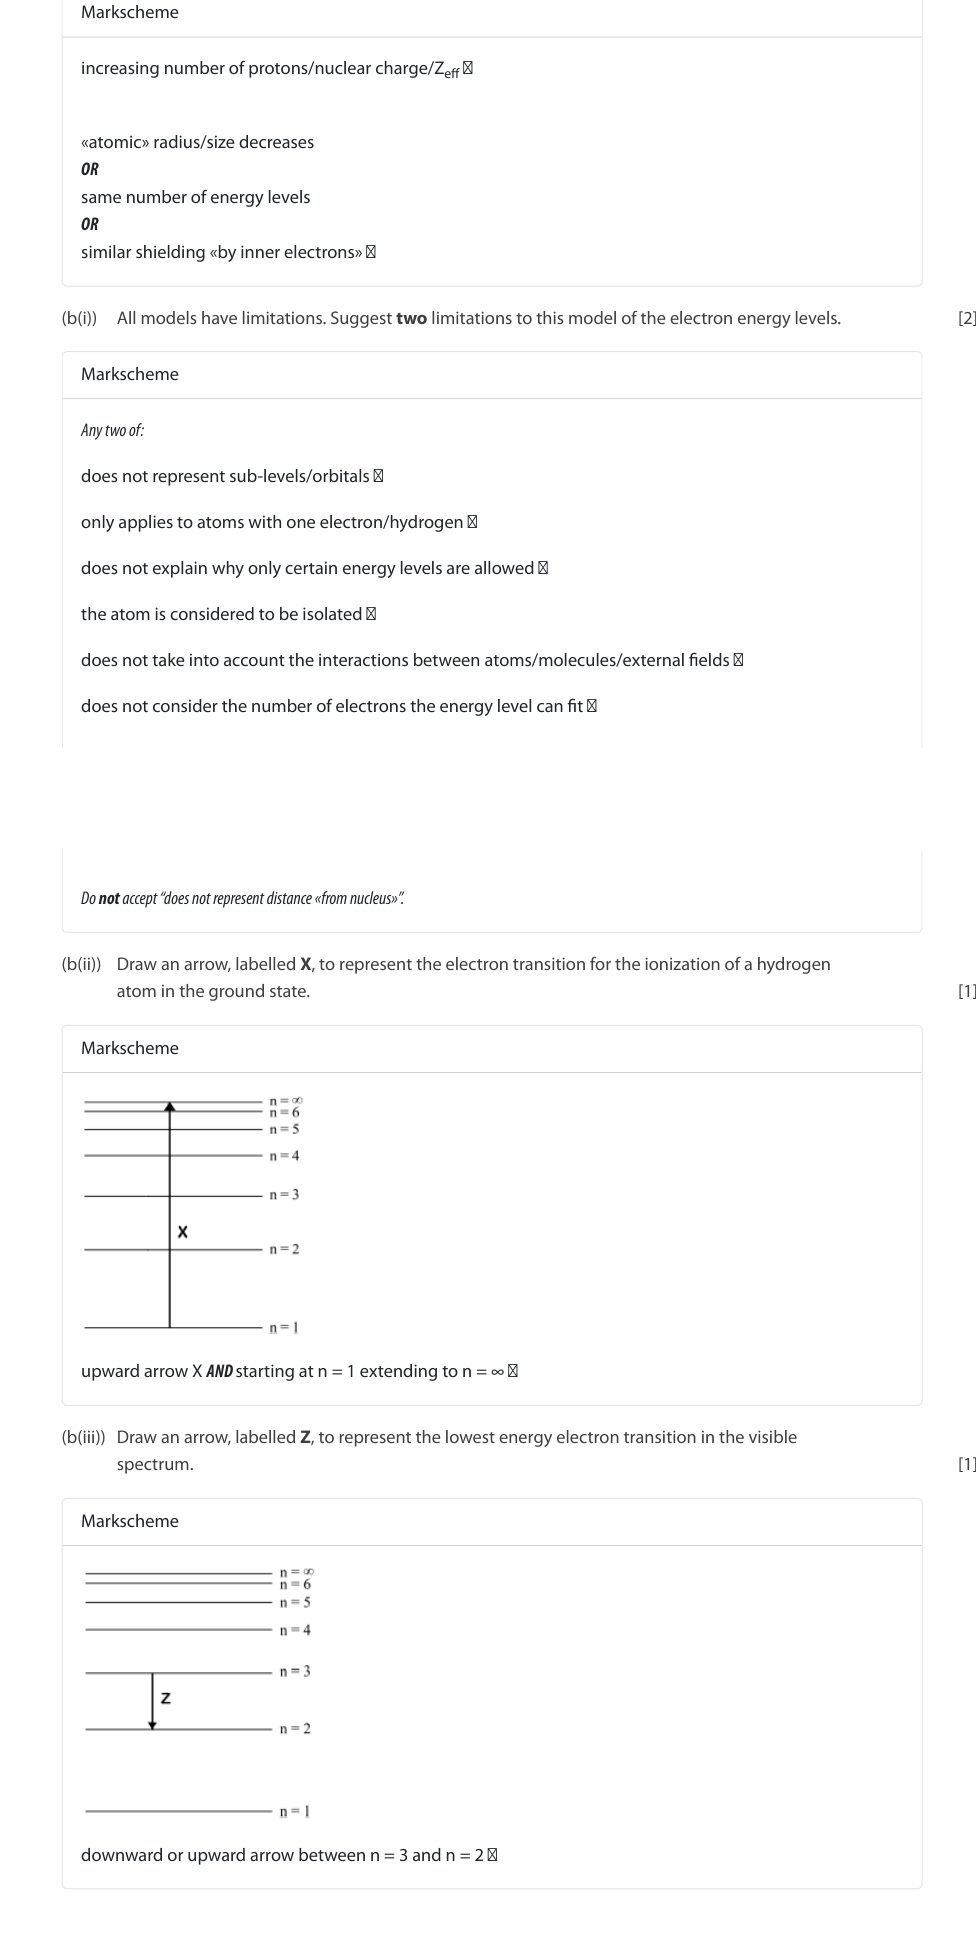 Markscheme
increasing number of protons/nuclear charge/Zeff
«atomic» radius/size decreases
OR
same number of energy levels
OR
similar shielding «by inner electrons»
(b(i)) All models have limitations. Suggest two limitations to this model of the electron energy levels. [2]
Markscheme
Any two of:
does not represent sub-levels/orbitals
only applies to atoms with one electron/hydrogen
does not explain why only certain energy levels are allowed
the atom is considered to be isolated
does not take into account the interactions between atoms/molecules/external fields
does not consider the number of electrons the energy level can fit
Do not accept “does not represent distance «from nucleus»”.
(b(ii)) Draw an arrow, labelled X, to represent the electron transition for the ionization of a hydrogen
atom in the ground state. [1]
Markscheme
n = ∞
n = 6
n = 5
n = 4
n = 3
X
n = 2
n = 1
upward arrow X AND starting at n = 1 extending to n = ∞
(b(iii)) Draw an arrow, labelled Z, to represent the lowest energy electron transition in the visible
spectrum. [1]
Markscheme
n = ∞
n = 6
n = 5
n = 4
n = 3
Z
n = 2
n = 1
downward or upward arrow between n = 3 and n = 2